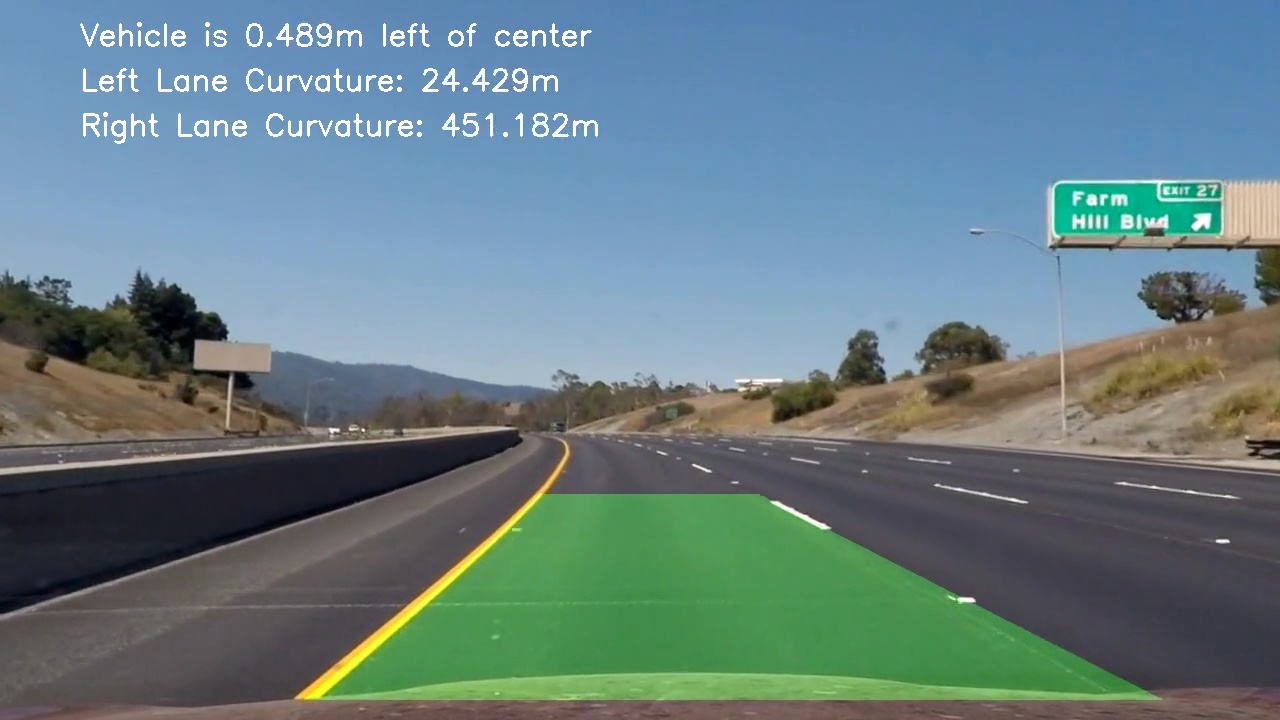 Vehicle is 0.489m left of center
Left Lane Curvature: 24.429m
Right Lane Curvature: 451.182m
EXIT 27
Farm
Hill Blvd